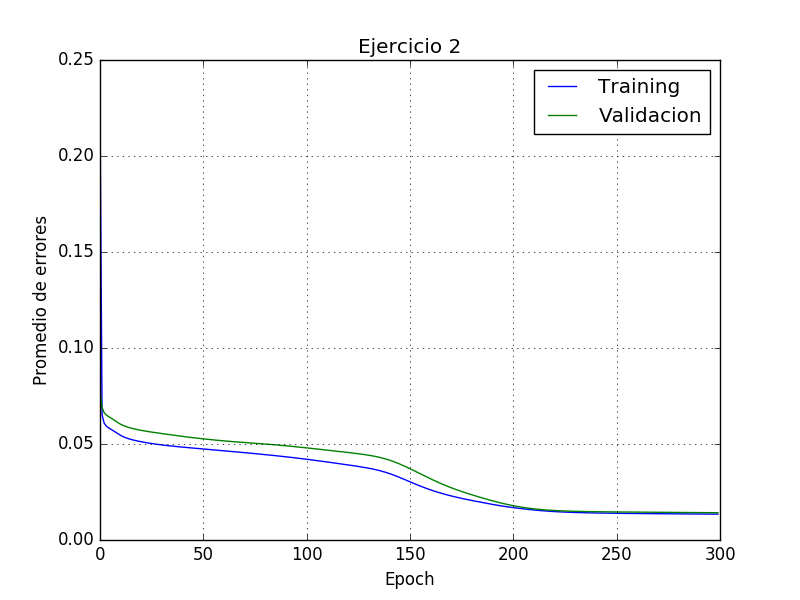 Ejercicio 2
Training
Validacion
Promedio de errores
0.25
0.20
0.15
0.10
0.05
0.00
0 50 100 150 200 250 300
Epoch